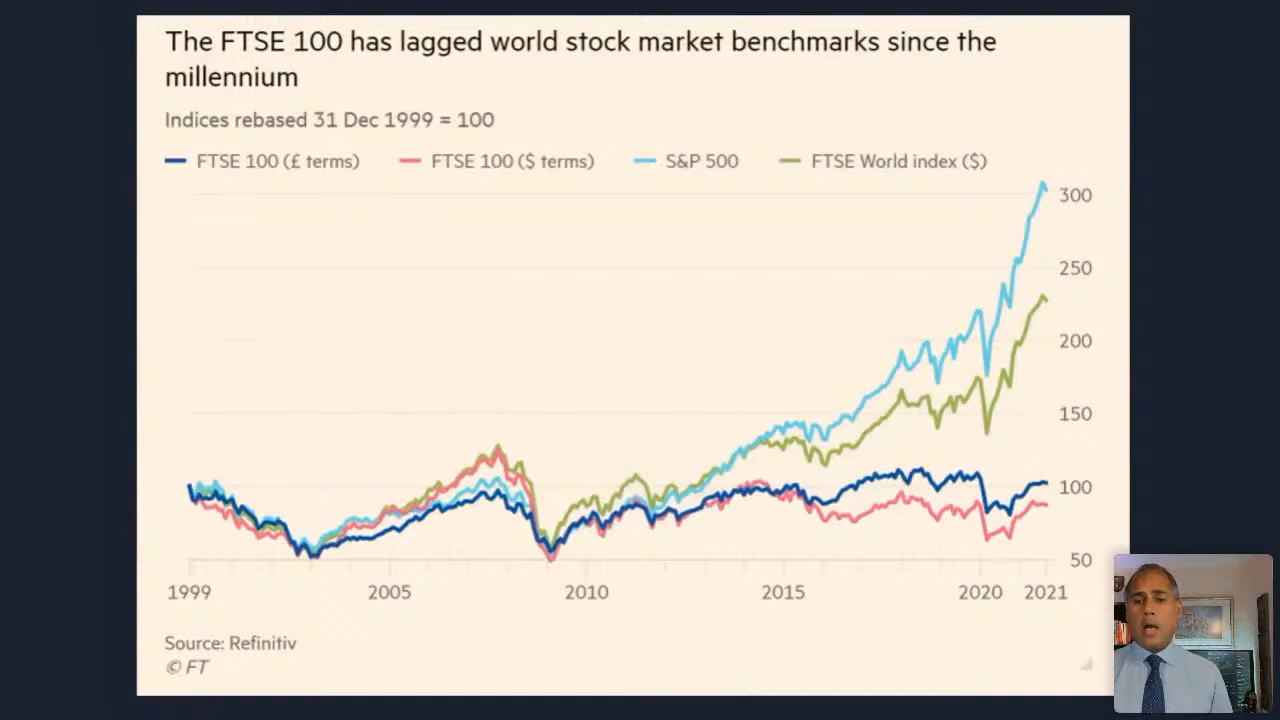 The FTSE 100 has lagged world stock market benchmarks since the
millennium
Indices rebased 31 Dec 1999 = 100
FTSE 100 (£ terms) FTSE 100 ($ terms) S&P 500 FTSE World index ($)
300
250
200
150
100
50
1999 2005 2010 2015 2020 2021
Source: Refinitiv
© FT